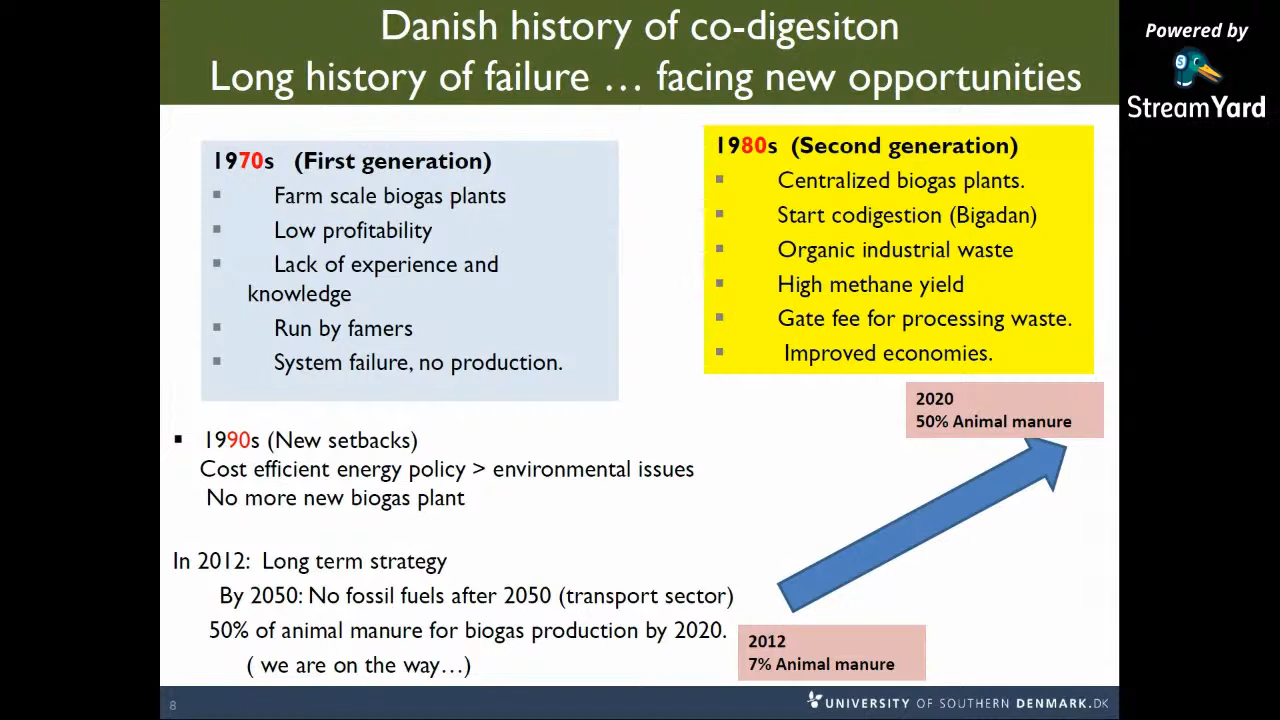 Danish history of co-digesiton
Long history of failure … facing new opportunities
Powered by
StreamYard
1970s (First generation)
▪ Farm scale biogas plants
▪ Low profitability
▪ Lack of experience and
knowledge
▪ Run by famers
▪ System failure, no production.
1980s (Second generation)
▪ Centralized biogas plants.
▪ Start codigestion (Bigadan)
▪ Organic industrial waste
▪ High methane yield
▪ Gate fee for processing waste.
▪ Improved economies.
2020
50% Animal manure
▪ 1990s (New setbacks)
Cost efficient energy policy > environmental issues
No more new biogas plant
In 2012: Long term strategy
By 2050: No fossil fuels after 2050 (transport sector)
50% of animal manure for biogas production by 2020.
( we are on the way…)
2012
7% Animal manure
8
UNIVERSITY OF SOUTHERN DENMARK.DK